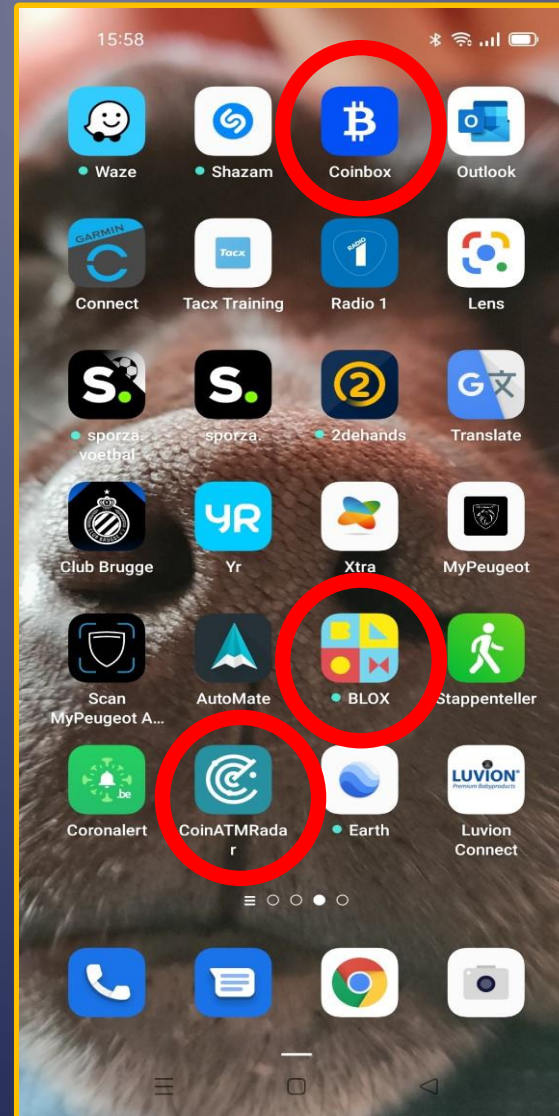 15:58
Waze
Shazam
Coinbox
Outlook
GARMIN
Tacx
RADIO
1
Connect
Tacx Training
Radio 1
Lens
S.
S.
2
G文
sporza.
voetbal
sporza.
2dehands
Translate
YR
Club Brugge
Yr
Xtra
MyPeugeot
Scan
MyPeugeot A...
AutoMate
BLOX
Stappenteller
.be
LUVION®
Premium Babyproducts
Coronalert
CoinATMRada
r
Earth
Luvion
Connect